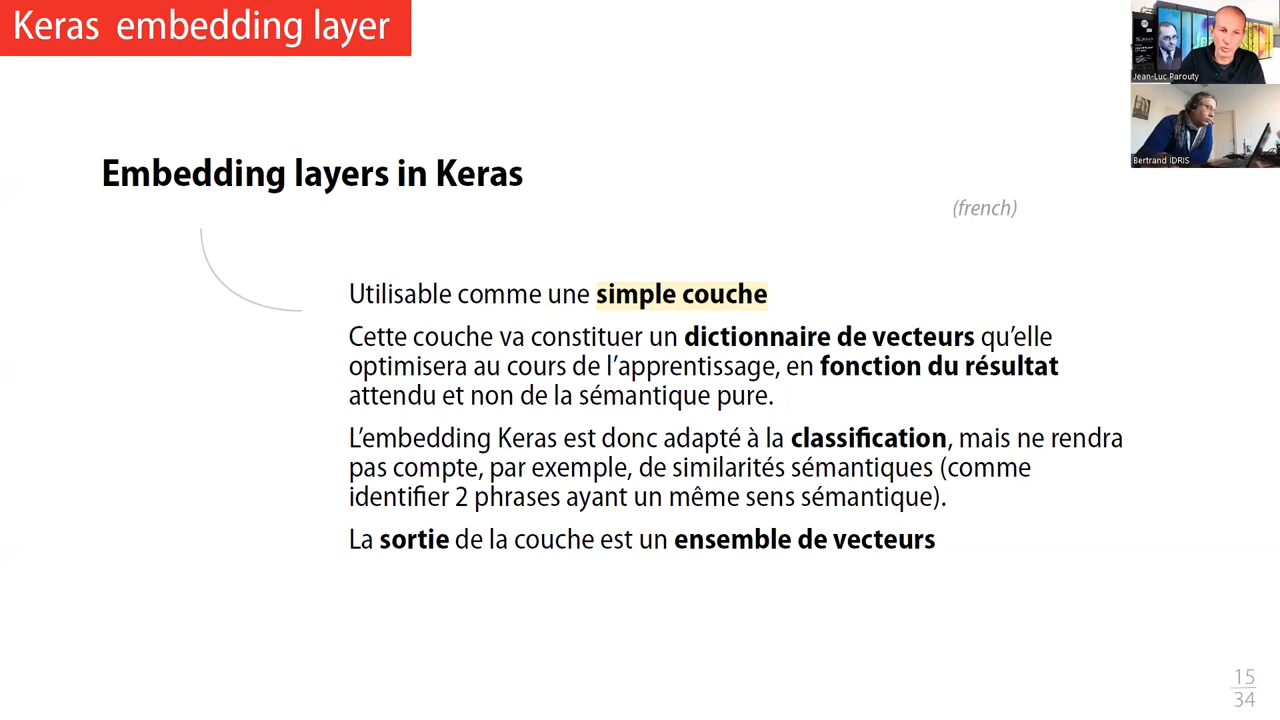 Keras embedding layer
Jean-Luc Parouty
Bertrand IDRIS
Embedding layers in Keras
(french)
Utilisable comme une simple couche
Cette couche va constituer un dictionnaire de vecteurs qu’elle
optimisera au cours de l’apprentissage, en fonction du résultat
attendu et non de la sémantique pure.
L’embedding Keras est donc adapté à la classification, mais ne rendra
pas compte, par exemple, de similarités sémantiques (comme
identifier 2 phrases ayant un même sens sémantique).
La sortie de la couche est un ensemble de vecteurs
15
34